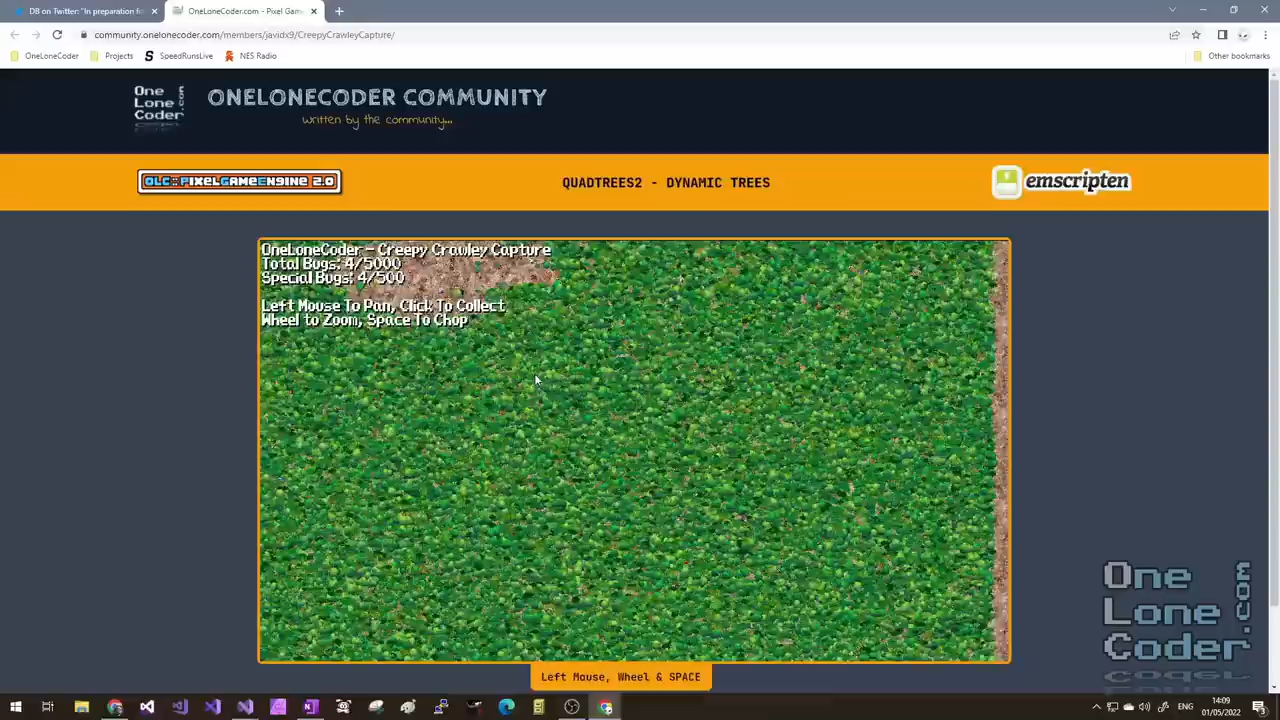 DB on Twitter: "In preparation fo
OneLoneCoder.com - Pixel Gam
community.onelonecoder.com/members/javidx9/CreepyCrawleyCapture/
OneLoneCoder
Projects
SpeedRunsLive
NES Radio
Other bookmarks
One
Lone
Coder
.com
ONELONECODER COMMUNITY
written by the community...
OLC::PIXELGAMEENGINE 2.0
QUADTREES2 - DYNAMIC TREES
emscripten
OneLoneCoder - Creepy Crawley Capture
Total Bugs: 4/5000
Special Bugs: 4/500
Left Mouse To Pan, Click To Collect
Wheel to Zoom, Space To Chop
One
Lone
Coder
.com
Left Mouse, Wheel & SPACE
ENG
14:09
01/05/2022